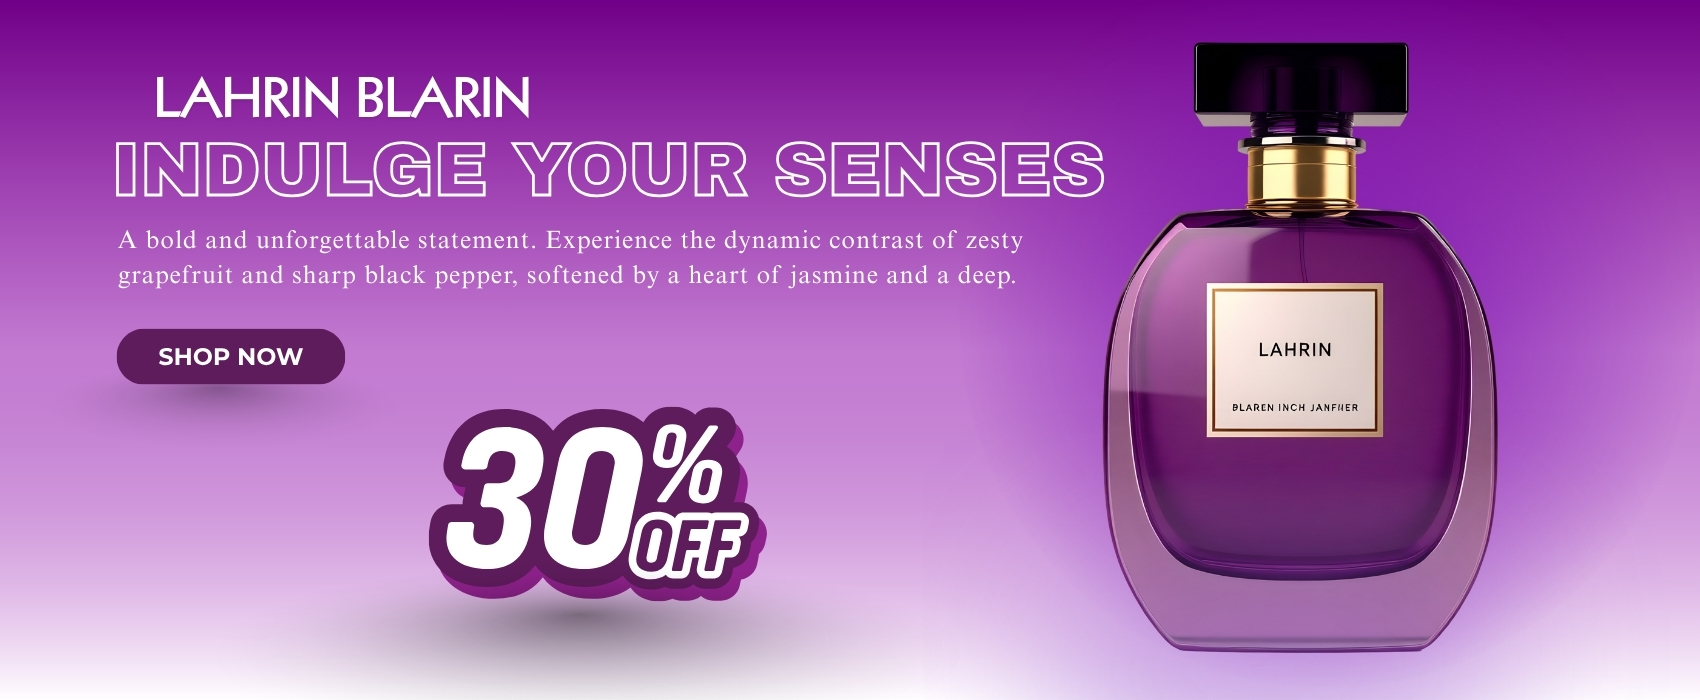 LAHRIN BLARIN
INDULGE YOUR SENSES
A bold and unforgettable statement. Experience the dynamic contrast of zesty
grapefruit and sharp black pepper, softened by a heart of jasmine and a deep.
SHOP NOW
30%
OFF
LAHRIN
BLAREN INCH